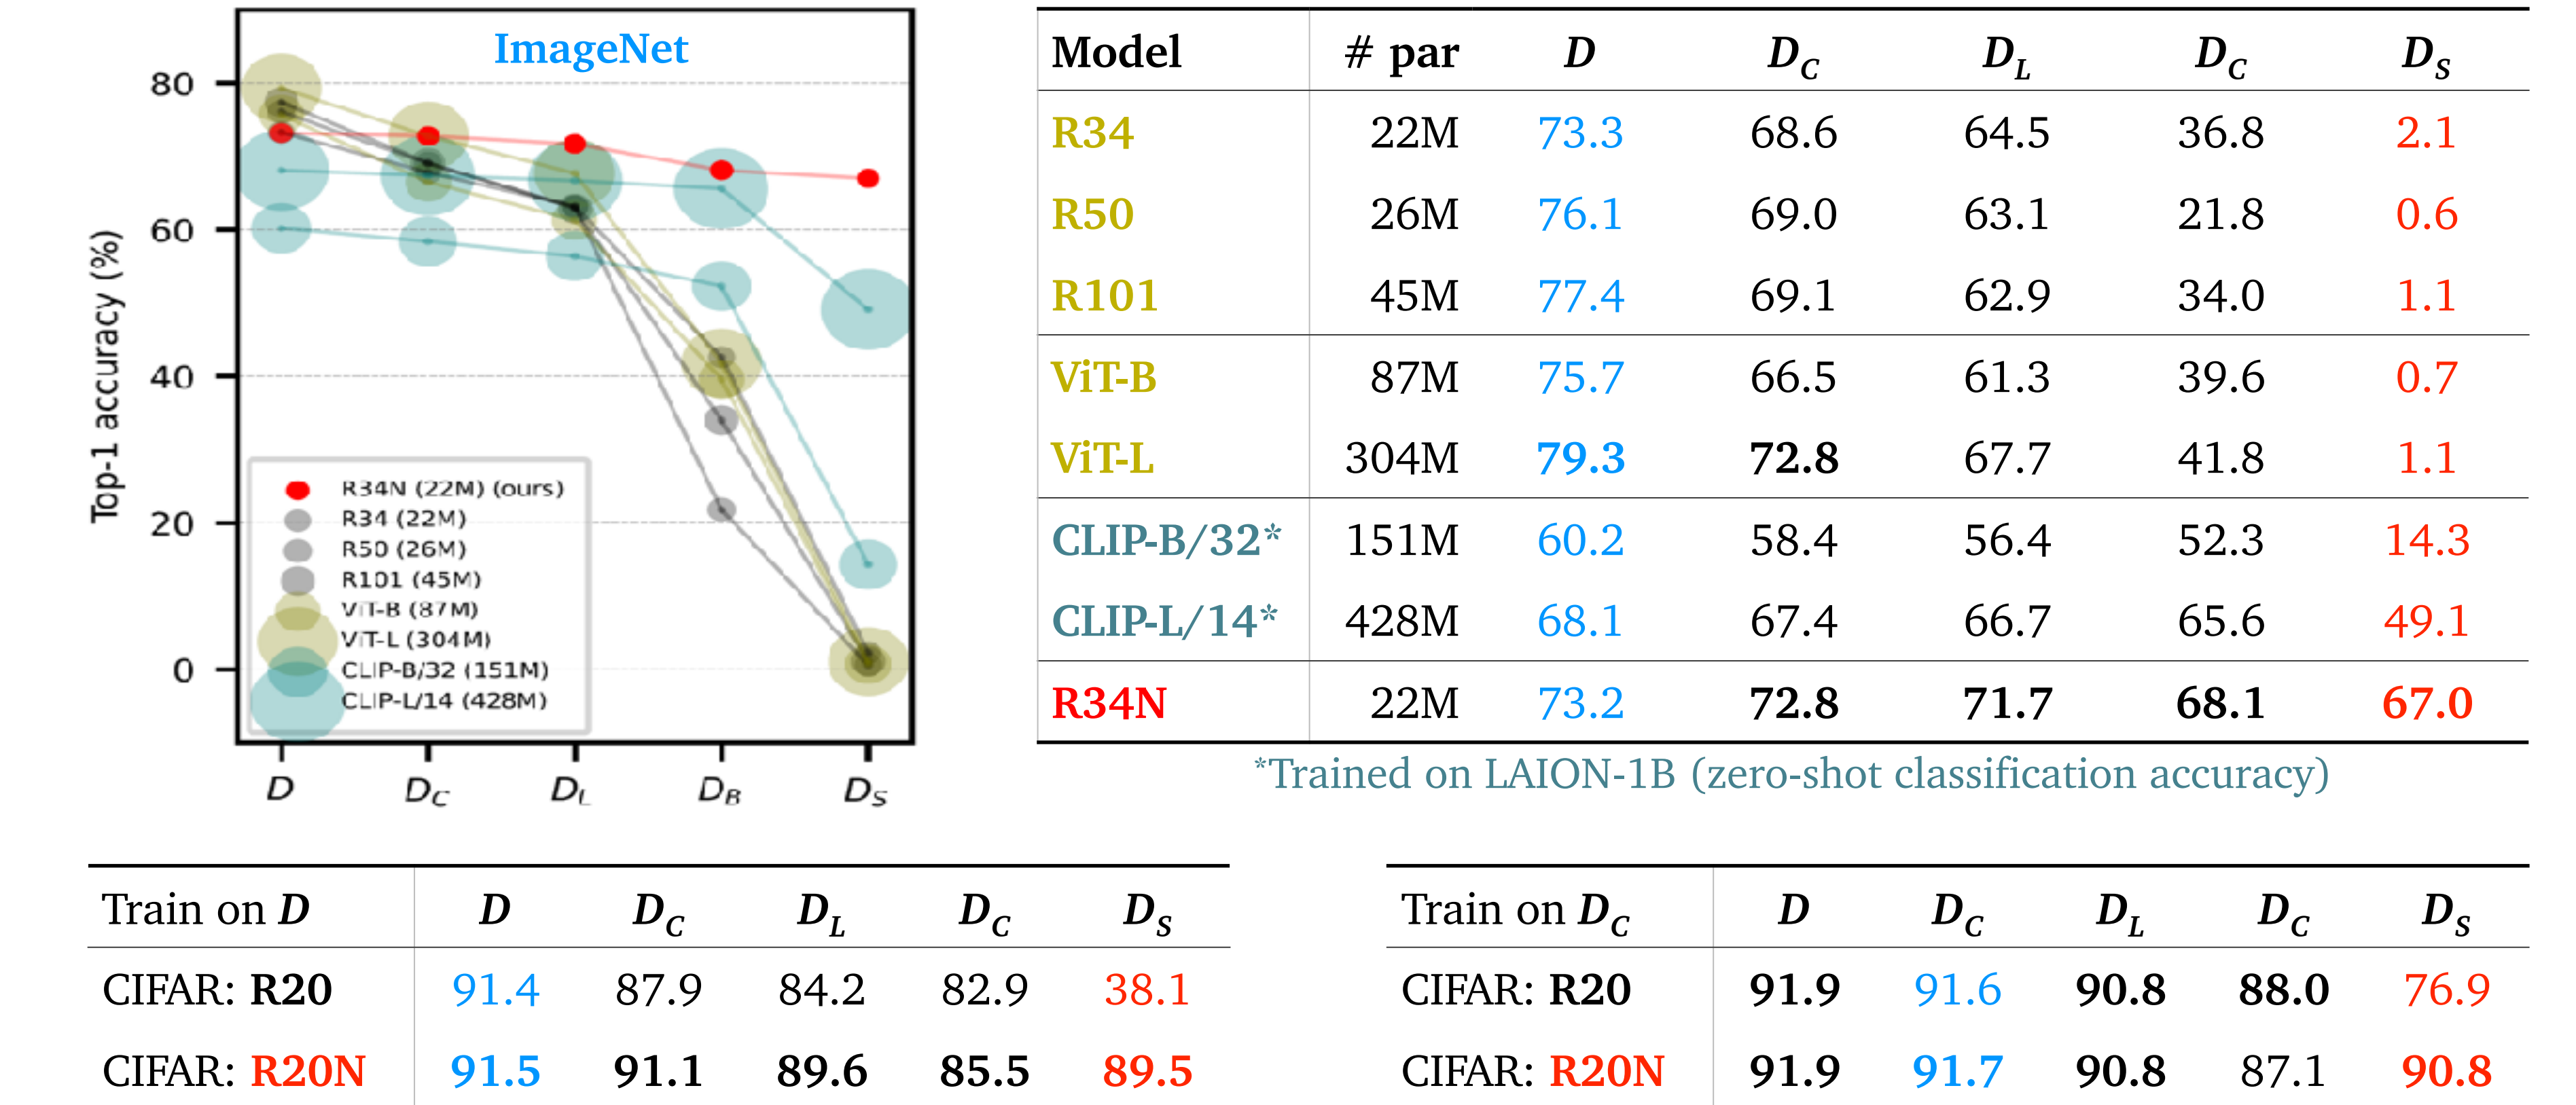 ImageNet
Top-1 accuracy (%)
80
60
40
20
0
R34N (22M) (ours)
R34 (22M)
R50 (26M)
R101 (45M)
ViT-B (87M)
ViT-L (304M)
CLIP-B/32 (151M)
CLIP-L/14 (428M)
D D_C D_L D_B D_S
Model # par D D_C D_L D_C D_S
R34 22M 73.3 68.6 64.5 36.8 2.1
R50 26M 76.1 69.0 63.1 21.8 0.6
R101 45M 77.4 69.1 62.9 34.0 1.1
ViT-B 87M 75.7 66.5 61.3 39.6 0.7
ViT-L 304M 79.3 72.8 67.7 41.8 1.1
CLIP-B/32* 151M 60.2 58.4 56.4 52.3 14.3
CLIP-L/14* 428M 68.1 67.4 66.7 65.6 49.1
R34N 22M 73.2 72.8 71.7 68.1 67.0
*Trained on LAION-1B (zero-shot classification accuracy)
Train on D D D_C D_L D_C D_S
CIFAR: R20 91.4 87.9 84.2 82.9 38.1
CIFAR: R20N 91.5 91.1 89.6 85.5 89.5
Train on D_C D D_C D_L D_C D_S
CIFAR: R20 91.9 91.6 90.8 88.0 76.9
CIFAR: R20N 91.9 91.7 90.8 87.1 90.8